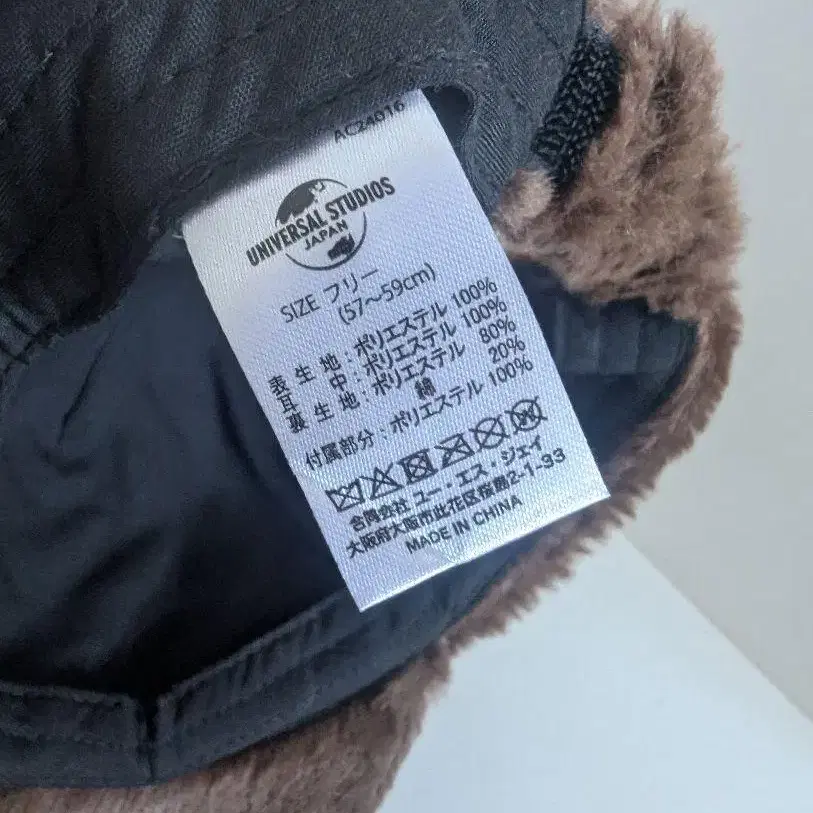 AC24016
UNIVERSAL STUDIOS
JAPAN
SIZE フリー
(57～59cm)
表生地：ポリエステル 100%
耳 中：ポリエステル 100%
裏生地：ポリエステル 80%
綿 20%
付属部分：ポリエステル 100%
合同会社 ユー・エス・ジェイ
大阪府大阪市此花区桜島2-1-33
MADE IN CHINA